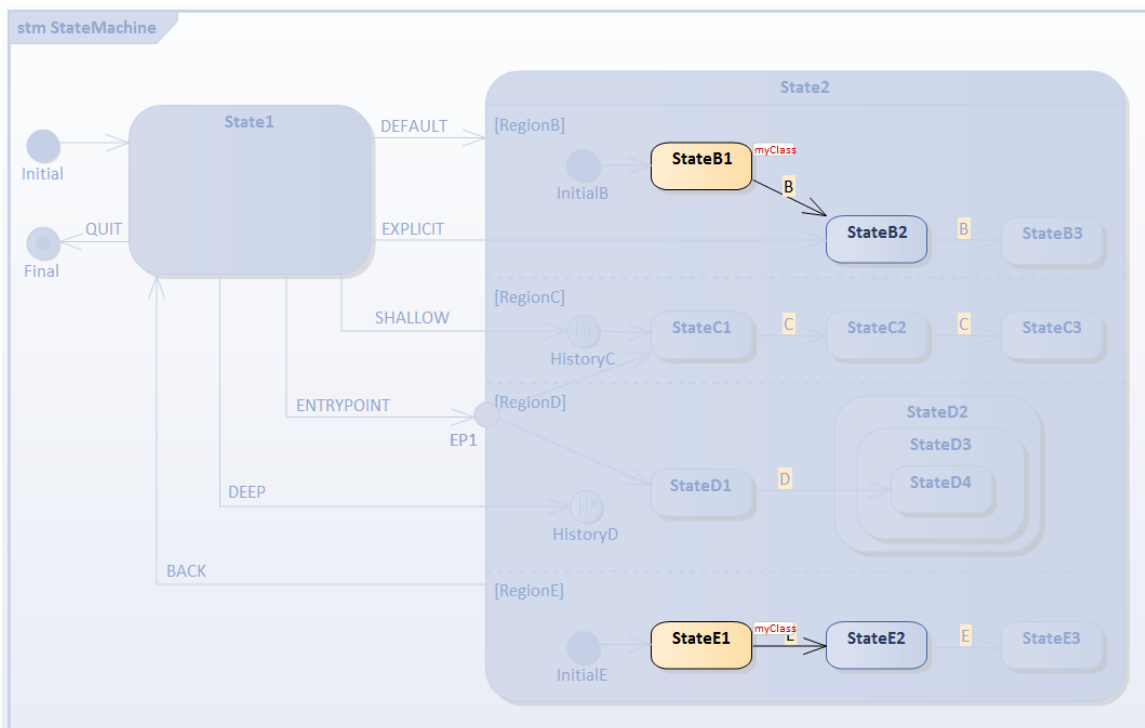 stm StateMachine
State2
State1
DEFAULT
[RegionB]
StateB1
myClass
Initial
InitialB
B
QUIT
EXPLICIT
StateB2
B
StateB3
Final
[RegionC]
SHALLOW
H
StateC1
C
StateC2
C
StateC3
HistoryC
ENTRYPOINT
[RegionD]
StateD2
EP1
StateD3
StateD1
D
StateD4
DEEP
H*
HistoryD
BACK
[RegionE]
StateE1
myClass
StateE2
E
StateE3
InitialE